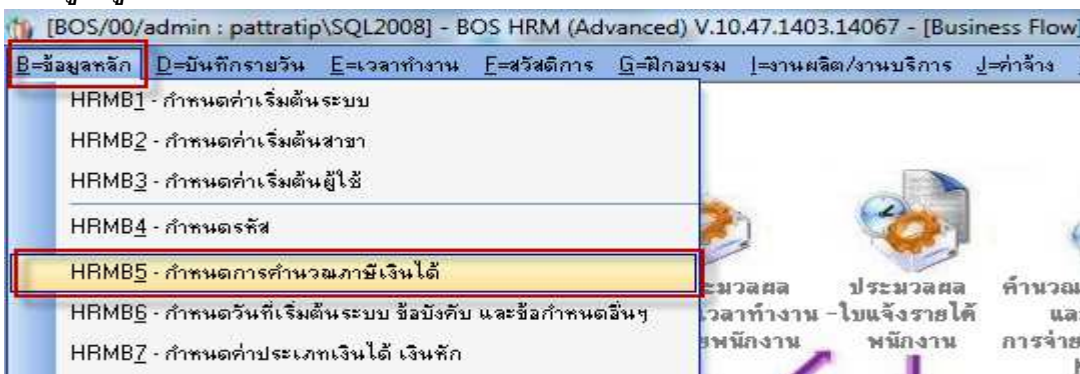 [BOS/00/admin : pattratip\SQL2008] - BOS HRM (Advanced) V.10.47.1403.14067 - [Business Flow]
B=ข้อมูลหลัก D=บันทึกรายวัน E=เวลาทำงาน F=สวัสดิการ G=ฝึกอบรม I=งานผลิต/งานบริการ J=ค่าจ้าง
HRMB1 - กำหนดค่าเริ่มต้นระบบ
HRMB2 - กำหนดค่าเริ่มต้นสาขา
HRMB3 - กำหนดค่าเริ่มต้นผู้ใช้
HRMB4 - กำหนดรหัส
HRMB5 - กำหนดการคำนวณภาษีเงินได้
HRMB6 - กำหนดวันที่เริ่มต้นระบบ ข้อบังคับ และข้อกำหนดอื่นๆ
HRMB7 - กำหนดค่าประเภทเงินได้ เงินหัก
ะมวลผล ประมวลผล คำนวณ
วลาทำงาน -ใบแจ้งรายได้ และ
พนักงาน พนักงาน การจ่าย